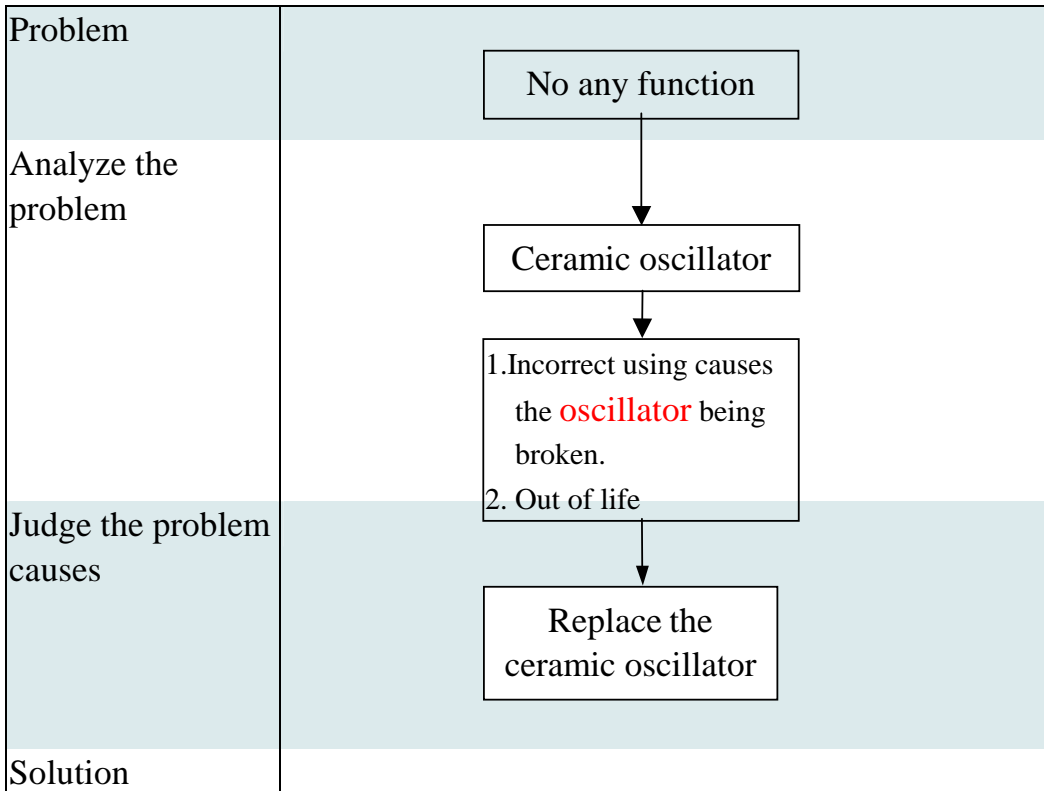 Problem
No any function
Analyze the
problem
Ceramic oscillator
1.Incorrect using causes
the oscillator being
broken.
2. Out of life
Judge the problem
causes
Replace the
ceramic oscillator
Solution